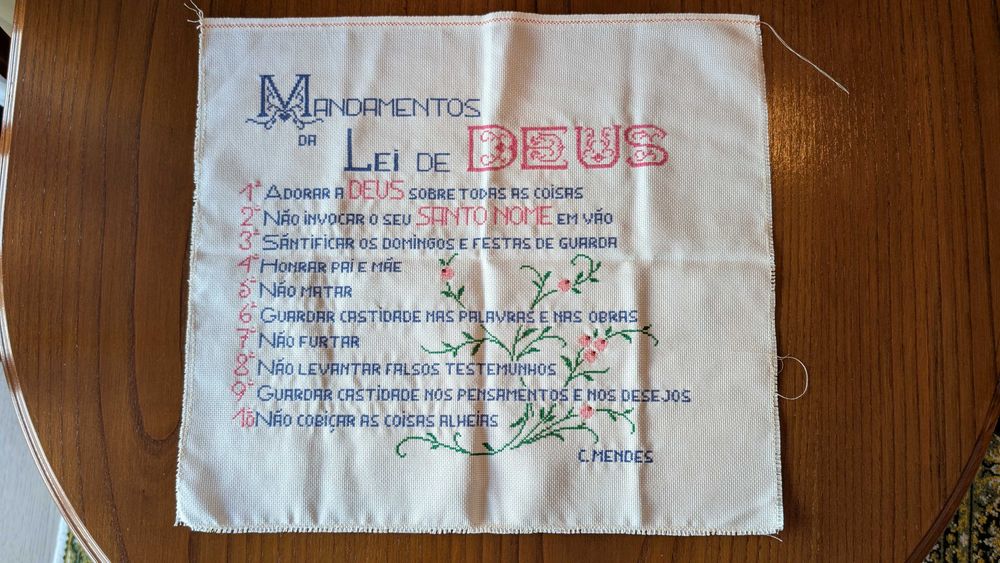 MANDAMENTOS
DA
LEI DE DEUS
1º ADORAR A DEUS SOBRE TODAS AS COISAS
2º NÃO INVOCAR O SEU SANTO NOME EM VÃO
3º SANTIFICAR OS DOMINGOS E FESTAS DE GUARDA
4º HONRAR PAI E MÃE
5º NÃO MATAR
6º GUARDAR CASTIDADE NAS PALAVRAS E NAS OBRAS
7º NÃO FURTAR
8º NÃO LEVANTAR FALSOS TESTEMUNHOS
9º GUARDAR CASTIDADE NOS PENSAMENTOS E NOS DESEJOS
10º NÃO COBIÇAR AS COISAS ALHEIAS
C.MENDES